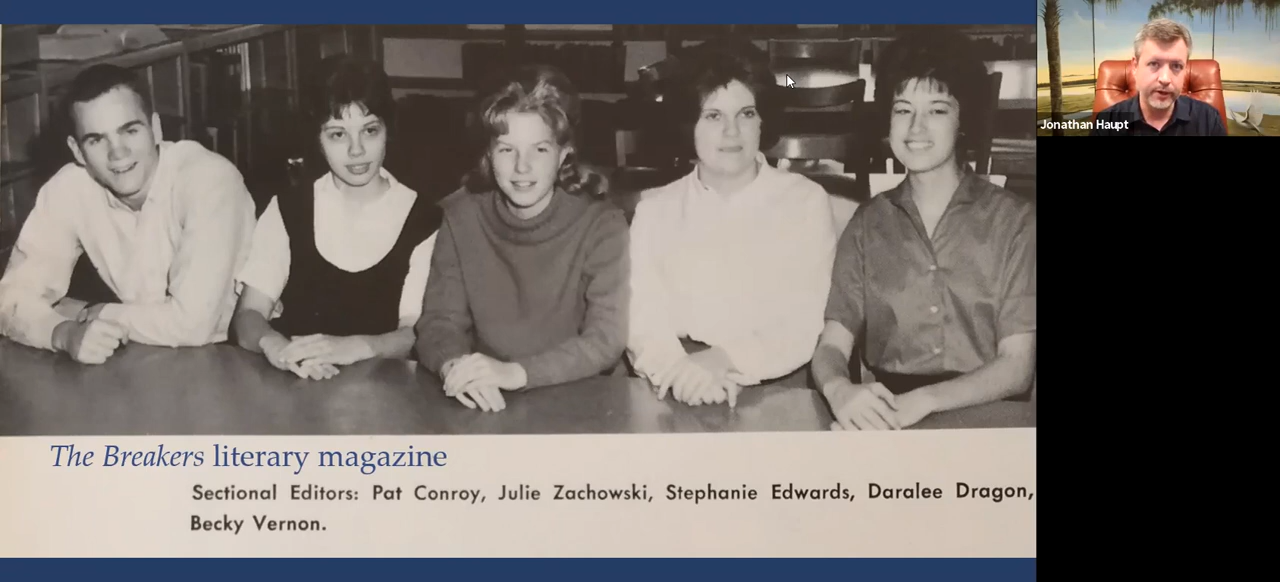 Jonathan Haupt
The Breakers literary magazine
Sectional Editors: Pat Conroy, Julie Zachowski, Stephanie Edwards, Daralee Dragon,
Becky Vernon.